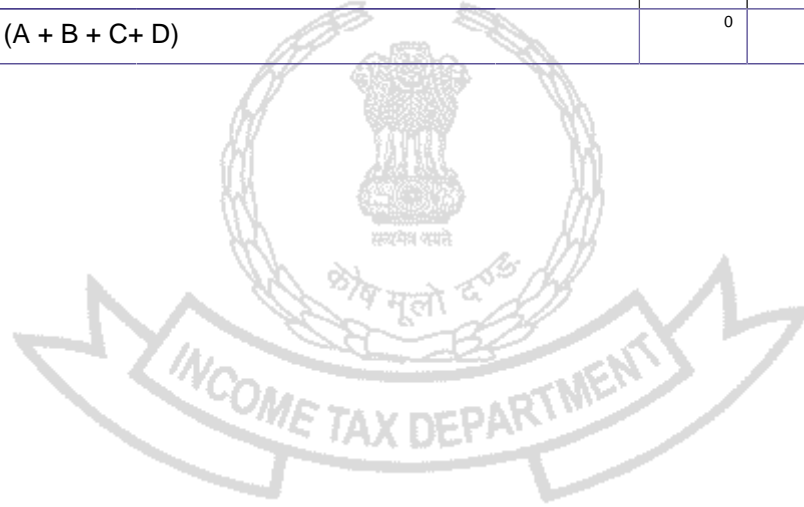 (A + B + C+ D) 0
सत्यमेव जयते
कोष मूलो दण्डः
INCOME TAX DEPARTMENT